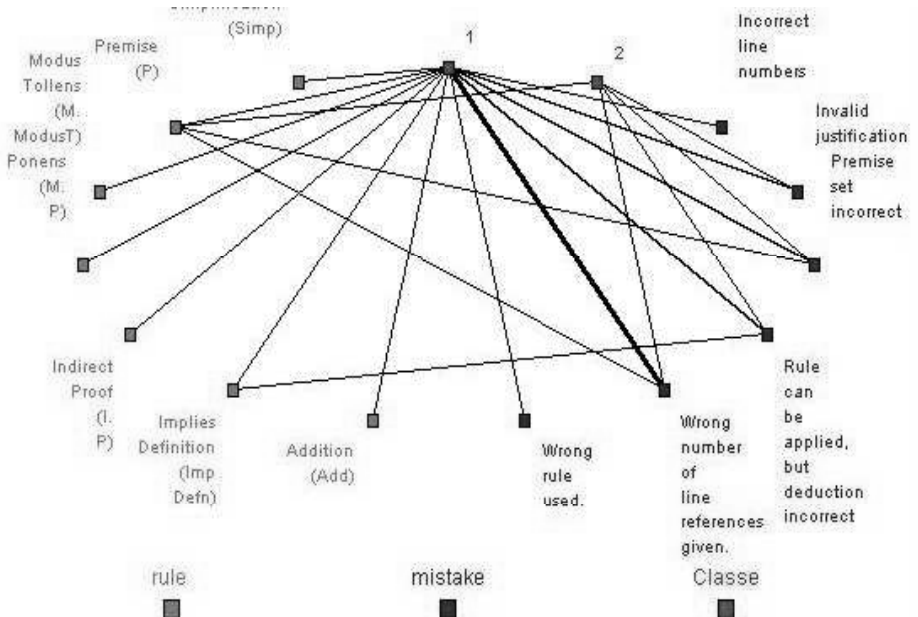 (Simp)
1
2
Incorrect
line
numbers
Premise
(P)
Modus
Tollens
(M.
ModusT)
Ponens
(M.
P)
Invalid
justification
Premise
set
incorrect
Indirect
Proof
(I.
P)
Implies
Definition
(Imp
Defn)
Addition
(Add)
Wrong
rule
used.
Wrong
number
of
line
references
given.
Rule
can
be
applied,
but
deduction
incorrect
rule
mistake
Classe